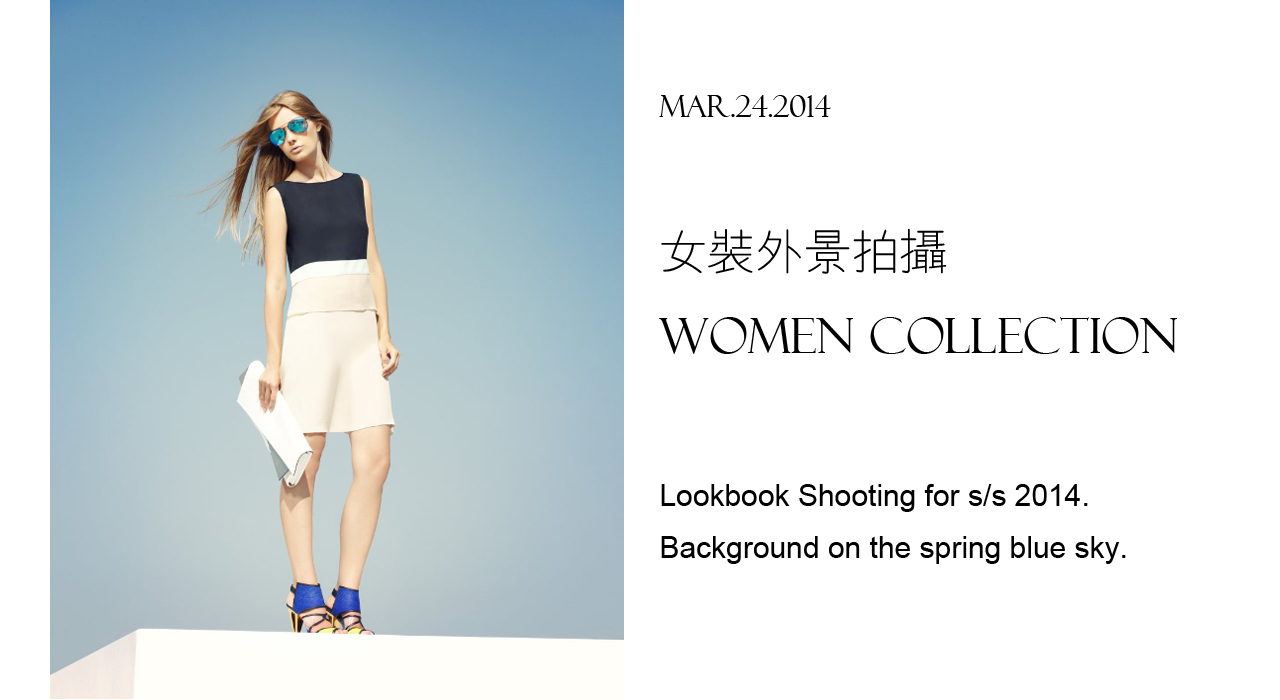 MAR.24.2014
女裝外景拍攝
WOMEN COLLECTION
Lookbook Shooting for s/s 2014.
Background on the spring blue sky.